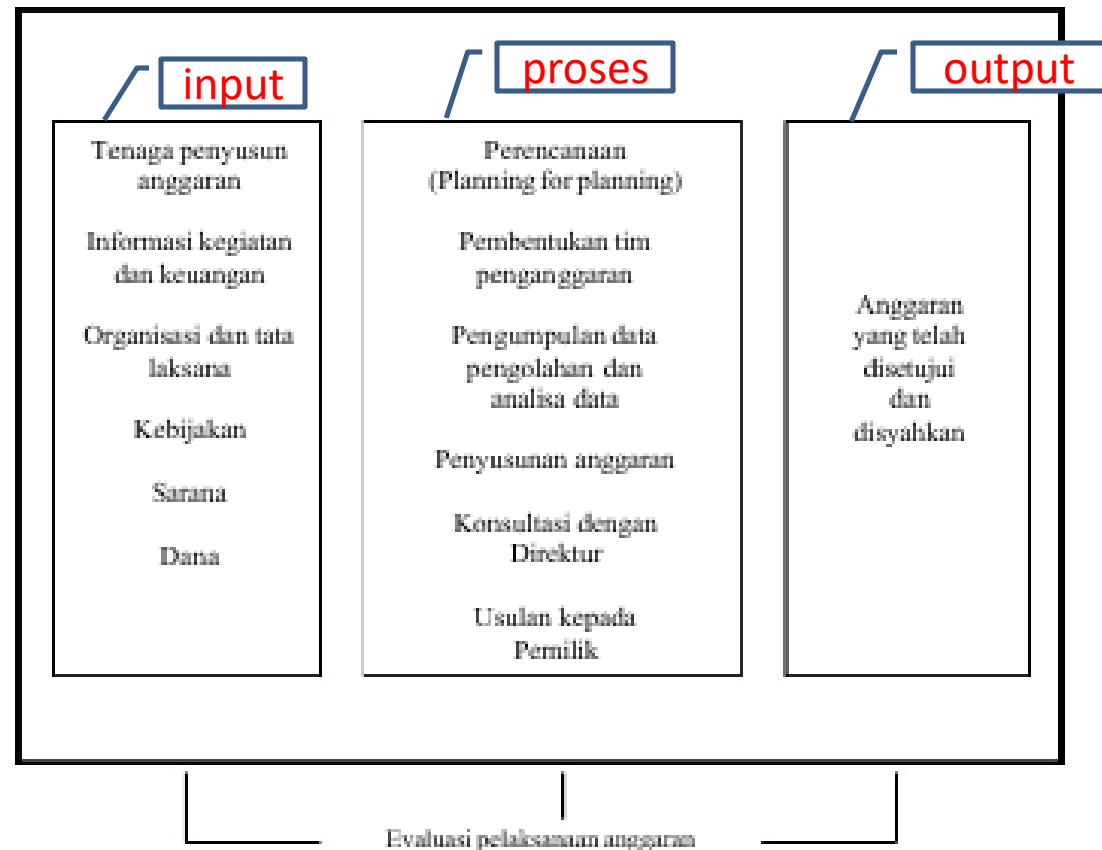 input
proses
output
Tenaga penyusun
anggaran
Informasi kegiatan
dan keuangan
Organisasi dan tata
laksana
Kebijakan
Sarana
Dana
Perencanaan
(Planning for planning)
Pembentukan tim
penganggaran
Pengumpulan data
pengolahan dan
analisa data
Penyusunan anggaran
Konsultasi dengan
Direktur
Usulan kepada
Pemilik
Anggaran
yang telah
disetujui
dan
disyahkan
Evaluasi pelaksanaan anggaran